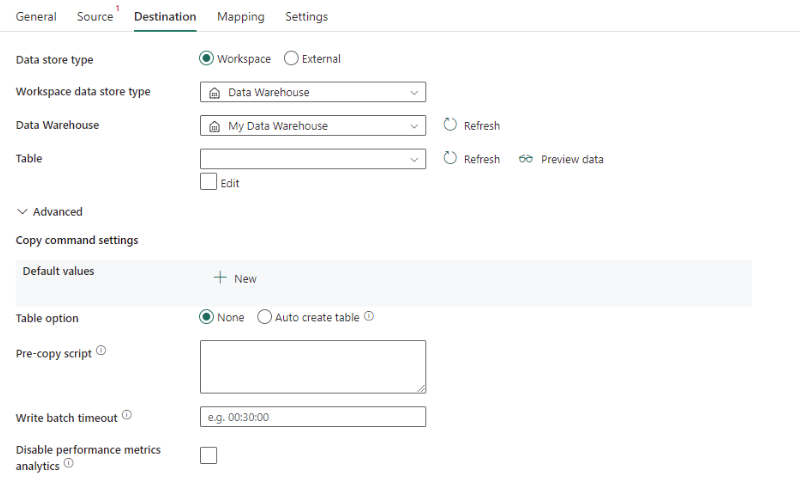 General Source 1 Destination Mapping Settings
Data store type Workspace External
Workspace data store type Data Warehouse
Data Warehouse My Data Warehouse Refresh
Table Refresh Preview data
Edit
Advanced
Copy command settings
Default values New
Table option None Auto create table
Pre-copy script
Write batch timeout e.g. 00:30:00
Disable performance metrics
analytics